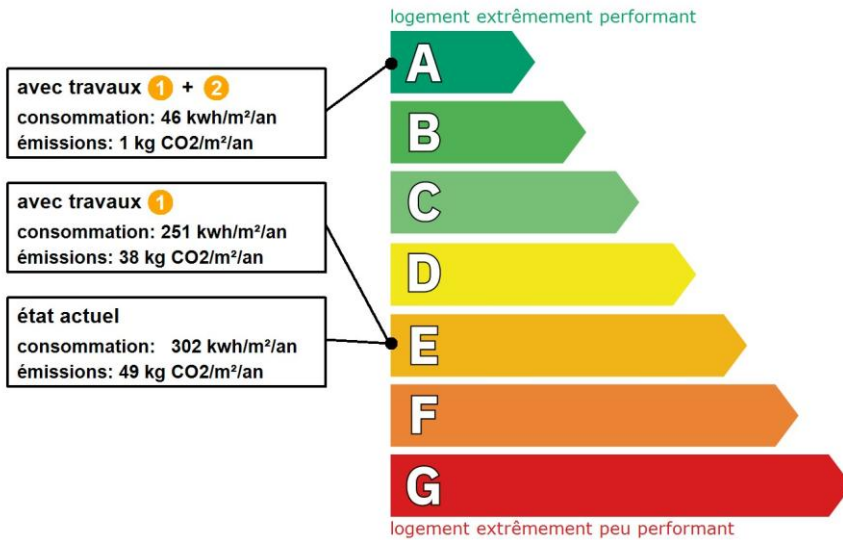 logement extrêmement performant
A
avec travaux 1 + 2
consommation: 46 kwh/m²/an
émissions: 1 kg CO2/m²/an
B
avec travaux 1
consommation: 251 kwh/m²/an
émissions: 38 kg CO2/m²/an
C
D
état actuel
consommation: 302 kwh/m²/an
émissions: 49 kg CO2/m²/an
E
F
G
logement extrêmement peu performant